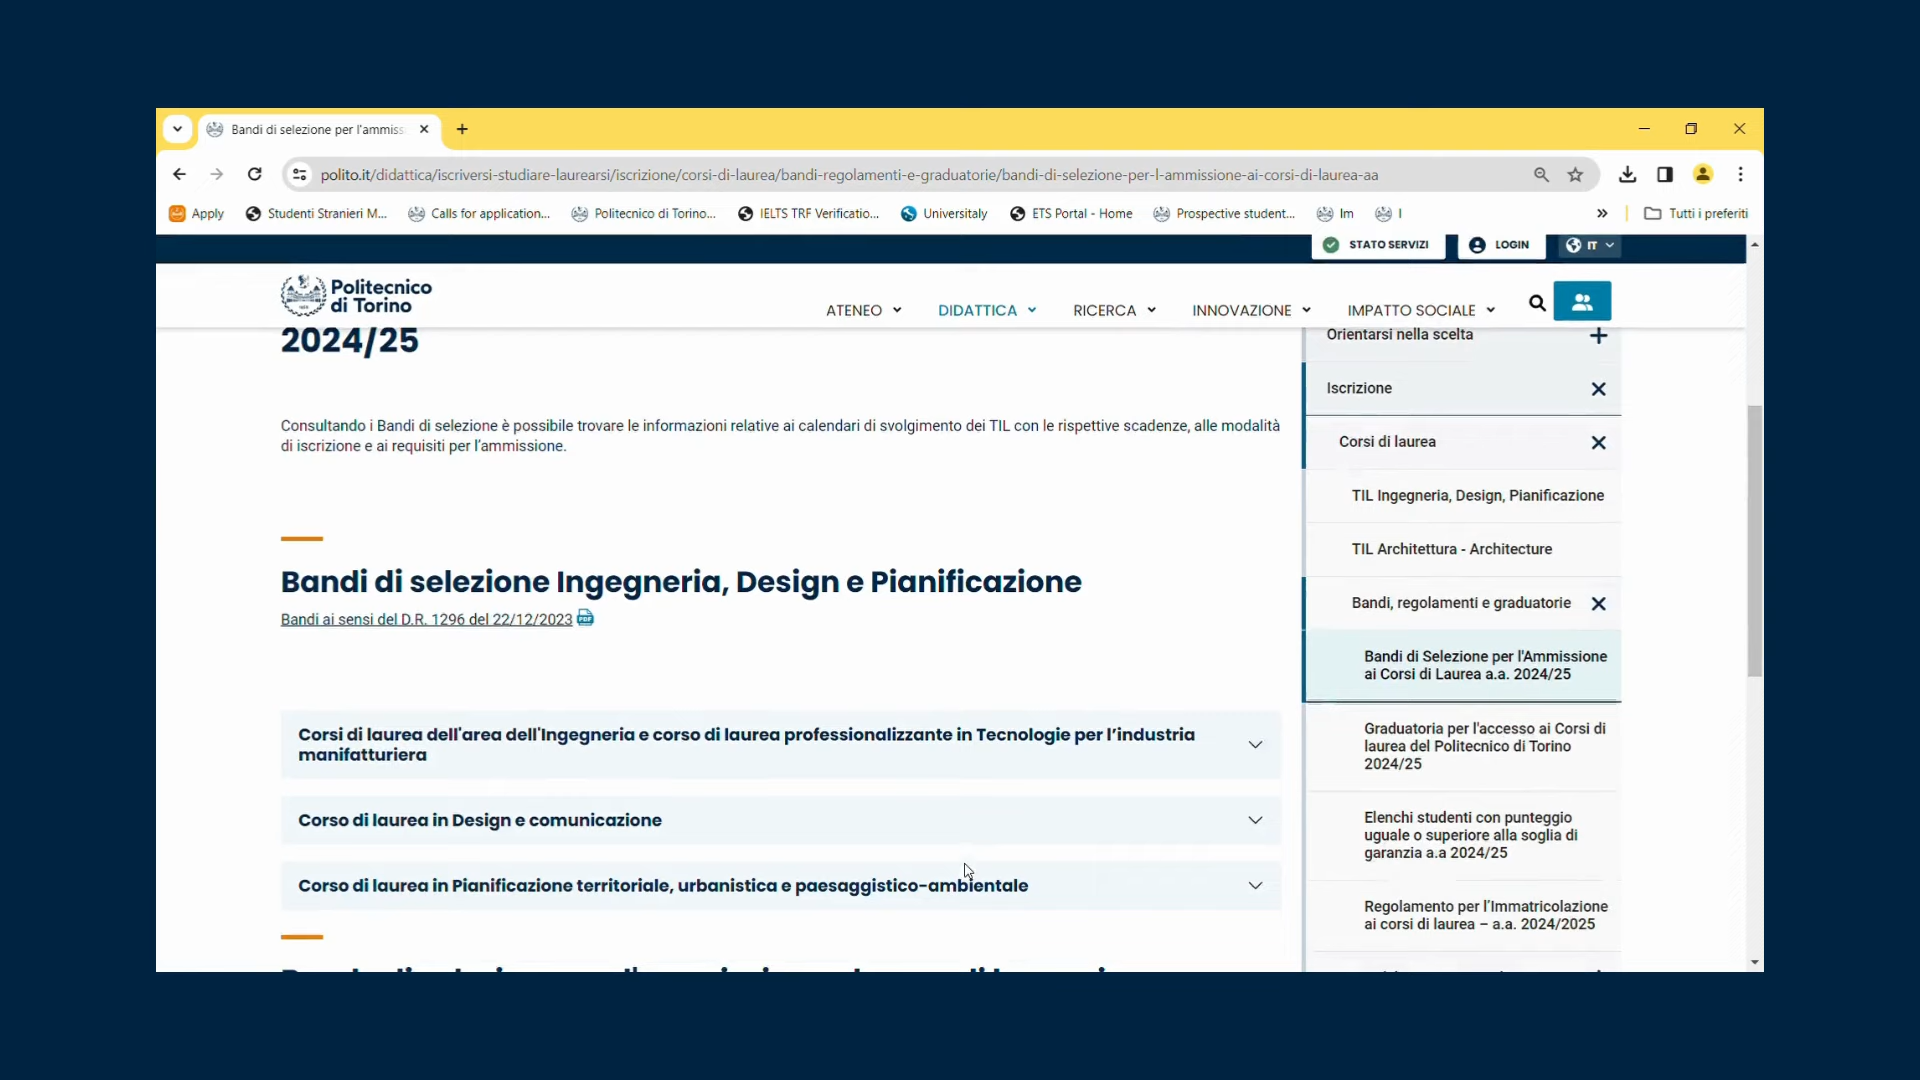 Bandi di selezione per l'ammiss
polito.it/didattica/iscriversi-studiare-laurearsi/iscrizione/corsi-di-laurea/bandi-regolamenti-e-graduatorie/bandi-di-selezione-per-l-ammissione-ai-corsi-di-laurea-aa
Apply
Studenti Stranieri M...
Calls for application...
Politecnico di Torino...
IELTS TRF Verificatio...
Universitaly
ETS Portal - Home
Prospective student...
Im
I
Tutti i preferiti
STATO SERVIZI
LOGIN
IT
Politecnico
di Torino
ATENEO
DIDATTICA
RICERCA
INNOVAZIONE
IMPATTO SOCIALE
2024/25
Consultando i Bandi di selezione è possibile trovare le informazioni relative ai calendari di svolgimento dei TIL con le rispettive scadenze, alle modalità
di iscrizione e ai requisiti per l'ammissione.
Bandi di selezione Ingegneria, Design e Pianificazione
Bandi ai sensi del D.R. 1296 del 22/12/2023
PDF
Corsi di laurea dell'area dell'Ingegneria e corso di laurea professionalizzante in Tecnologie per l'industria
manifatturiera
Corso di laurea in Design e comunicazione
Corso di laurea in Pianificazione territoriale, urbanistica e paesaggistico-ambientale
Orientarsi nella scelta
Iscrizione
Corsi di laurea
TIL Ingegneria, Design, Pianificazione
TIL Architettura - Architecture
Bandi, regolamenti e graduatorie
Bandi di Selezione per l'Ammissione
ai Corsi di Laurea a.a. 2024/25
Graduatoria per l'accesso ai Corsi di
laurea del Politecnico di Torino
2024/25
Elenchi studenti con punteggio
uguale o superiore alla soglia di
garanzia a.a 2024/25
Regolamento per l'Immatricolazione
ai corsi di laurea – a.a. 2024/2025